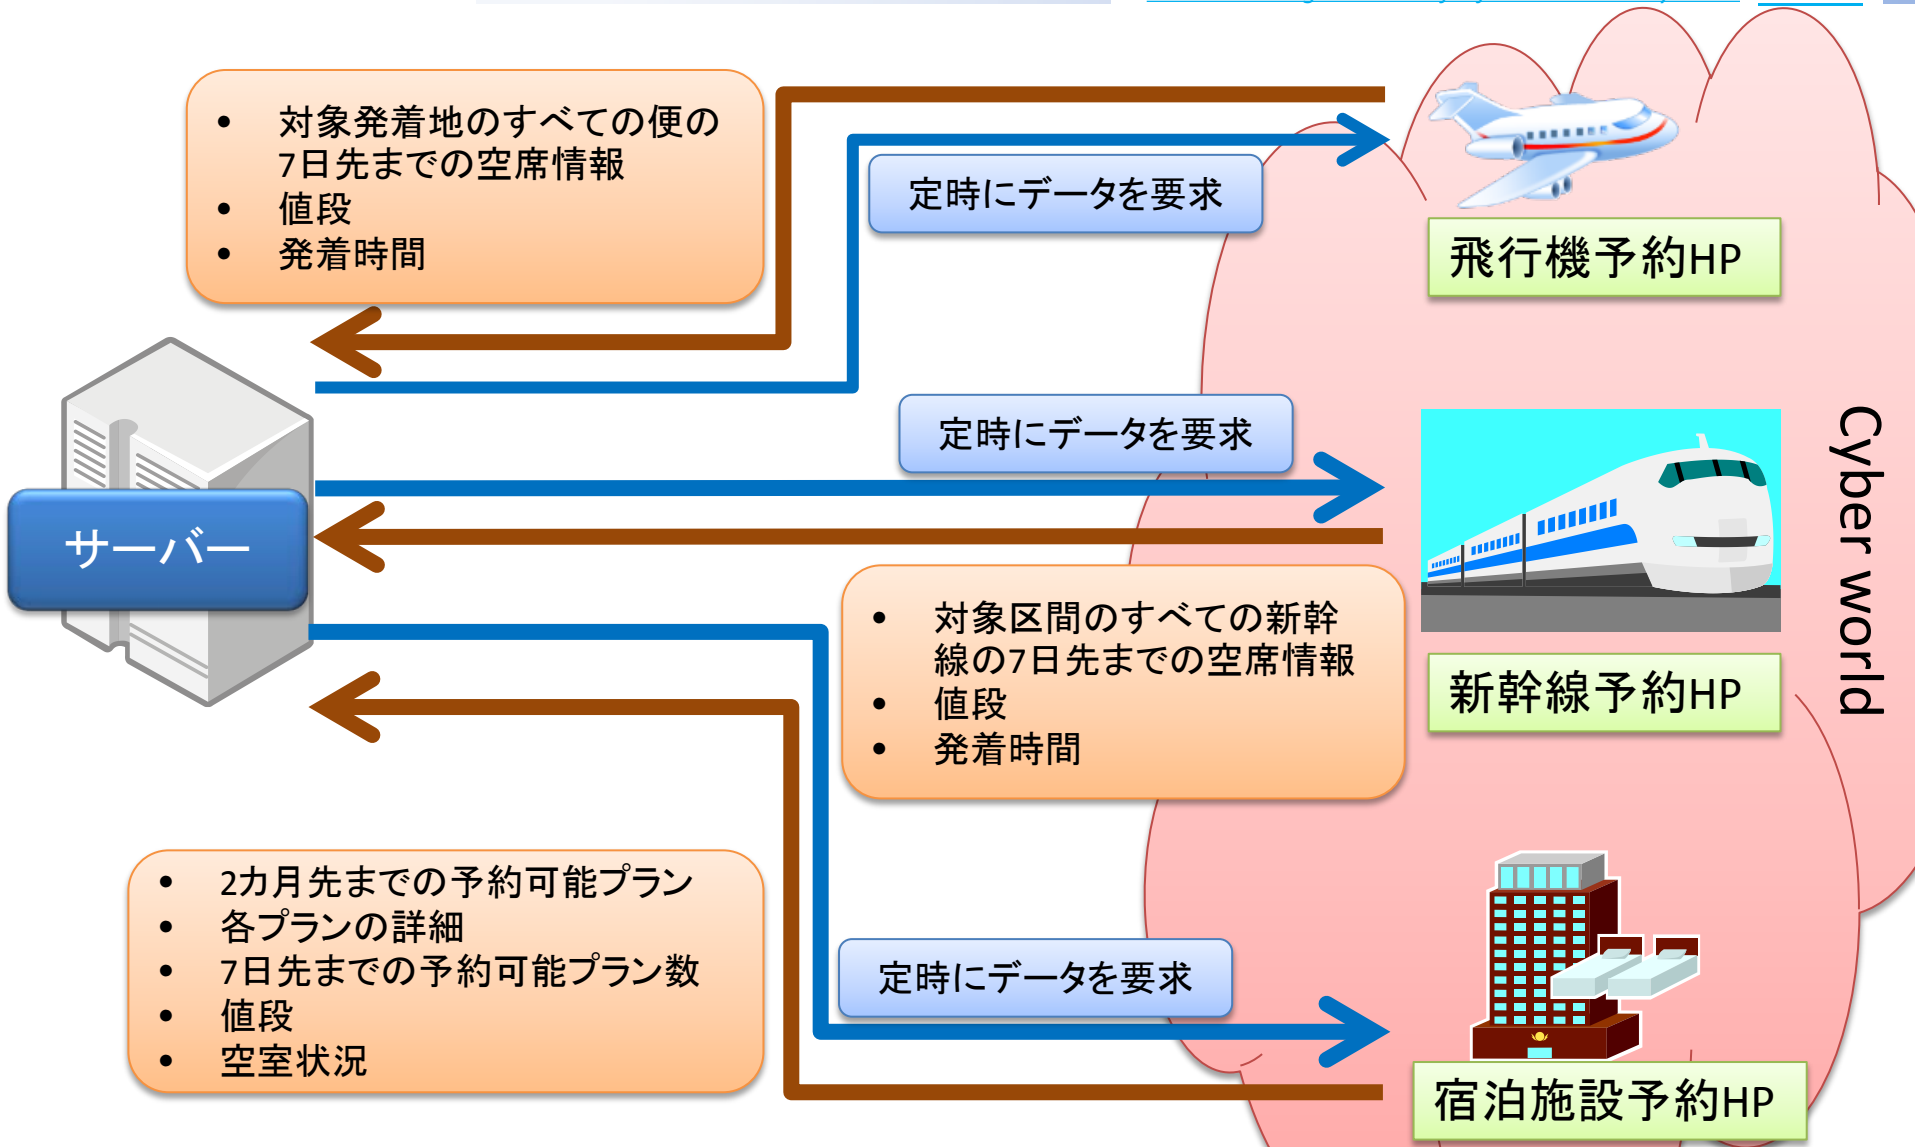 • 対象発着地のすべての便の
7日先までの空席情報
• 値段
• 発着時間
定時にデータを要求
飛行機予約HP
定時にデータを要求
サーバー
Cyber world
• 対象区間のすべての新幹
線の7日先までの空席情報
• 値段
• 発着時間
新幹線予約HP
• 2カ月先までの予約可能プラン
• 各プランの詳細
• 7日先までの予約可能プラン数
• 値段
• 空室状況
定時にデータを要求
宿泊施設予約HP